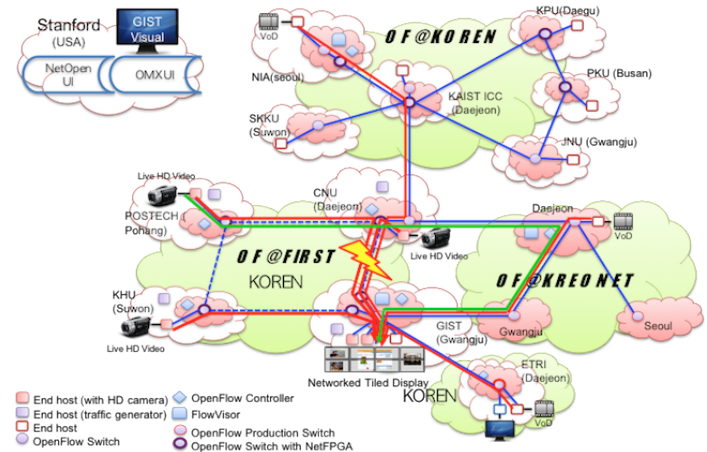 Stanford
(USA)
GIST
Visual
NetOpen
UI
OMXUI
VoD
NIA(seoul)
OF@KOREN
KPU(Daegu)
PKU (Busan)
KAIST ICC
(Daejeon)
SKKU
(Suwon)
JNU (Gwangju)
Live HD Video
POSTECH
Pohang)
CNU
(Daejeon)
Live HD Video
Daejeon
VoD
OF@FIRST
KOREN
OF@KREONET
KHU
(Suwon)
Live HD Video
GIST
(Gwangju)
Gwangju
Seoul
Networked Tiled Display
KOREN
ETRI
(Daejeon)
VoD
End host (with HD camera)
End host (traffic generator)
End host
OpenFlow Switch
OpenFlow Controller
FlowVisor
OpenFlow Production Switch
OpenFlow Switch with NetFPGA